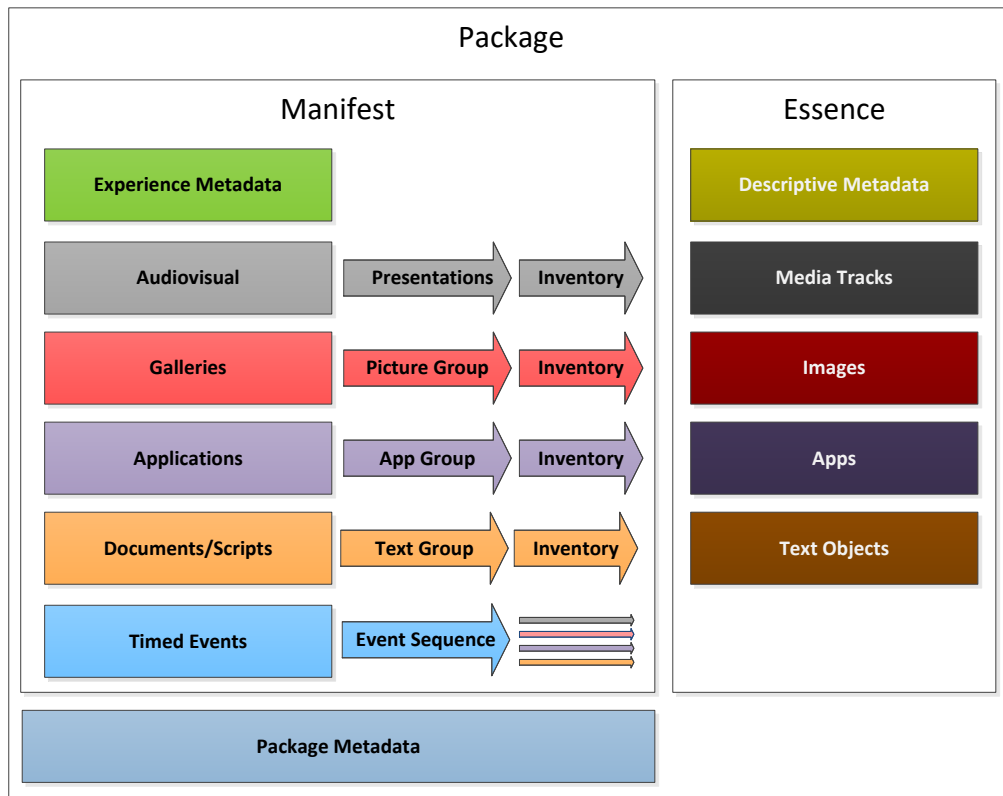 Package
Manifest
Experience Metadata
Audiovisual
Presentations
Inventory
Galleries
Picture Group
Inventory
Applications
App Group
Inventory
Documents/Scripts
Text Group
Inventory
Timed Events
Event Sequence
Package Metadata
Essence
Descriptive Metadata
Media Tracks
Images
Apps
Text Objects